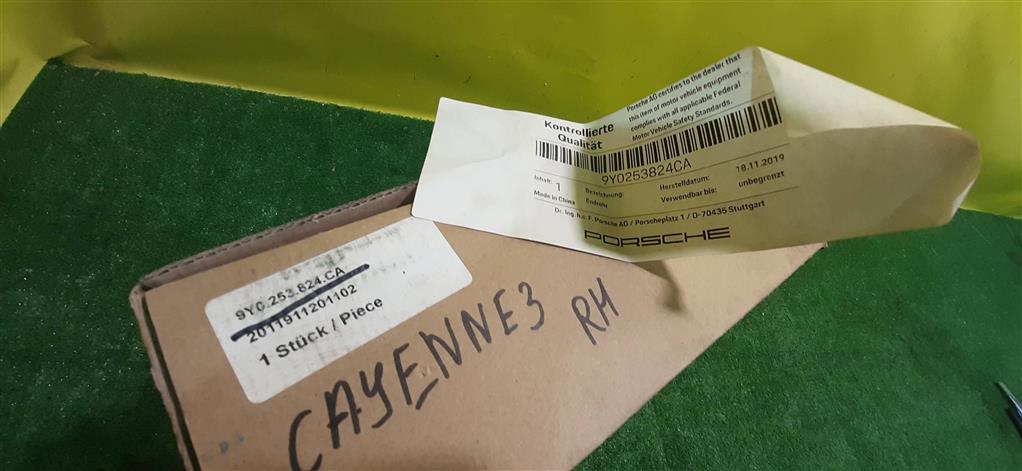 Kontrollierte
Qualität
Porsche AG certifies to the dealer that
this item of motor vehicle equipment
complies with all applicable Federal
Motor Vehicle Safety Standards.
9Y0253824CA
Inhalt: 1 Bezeichnung: Herstelldatum: 18.11.2019
Made in China Endrohr Verwendbar bis: unbegrenzt
Dr. Ing. h.c. F. Porsche AG / Porscheplatz 1 / D-70435 Stuttgart
PORSCHE
9Y0.253.824.CA
2011911201102
1 Stück / Piece
CAYENNE3
RH